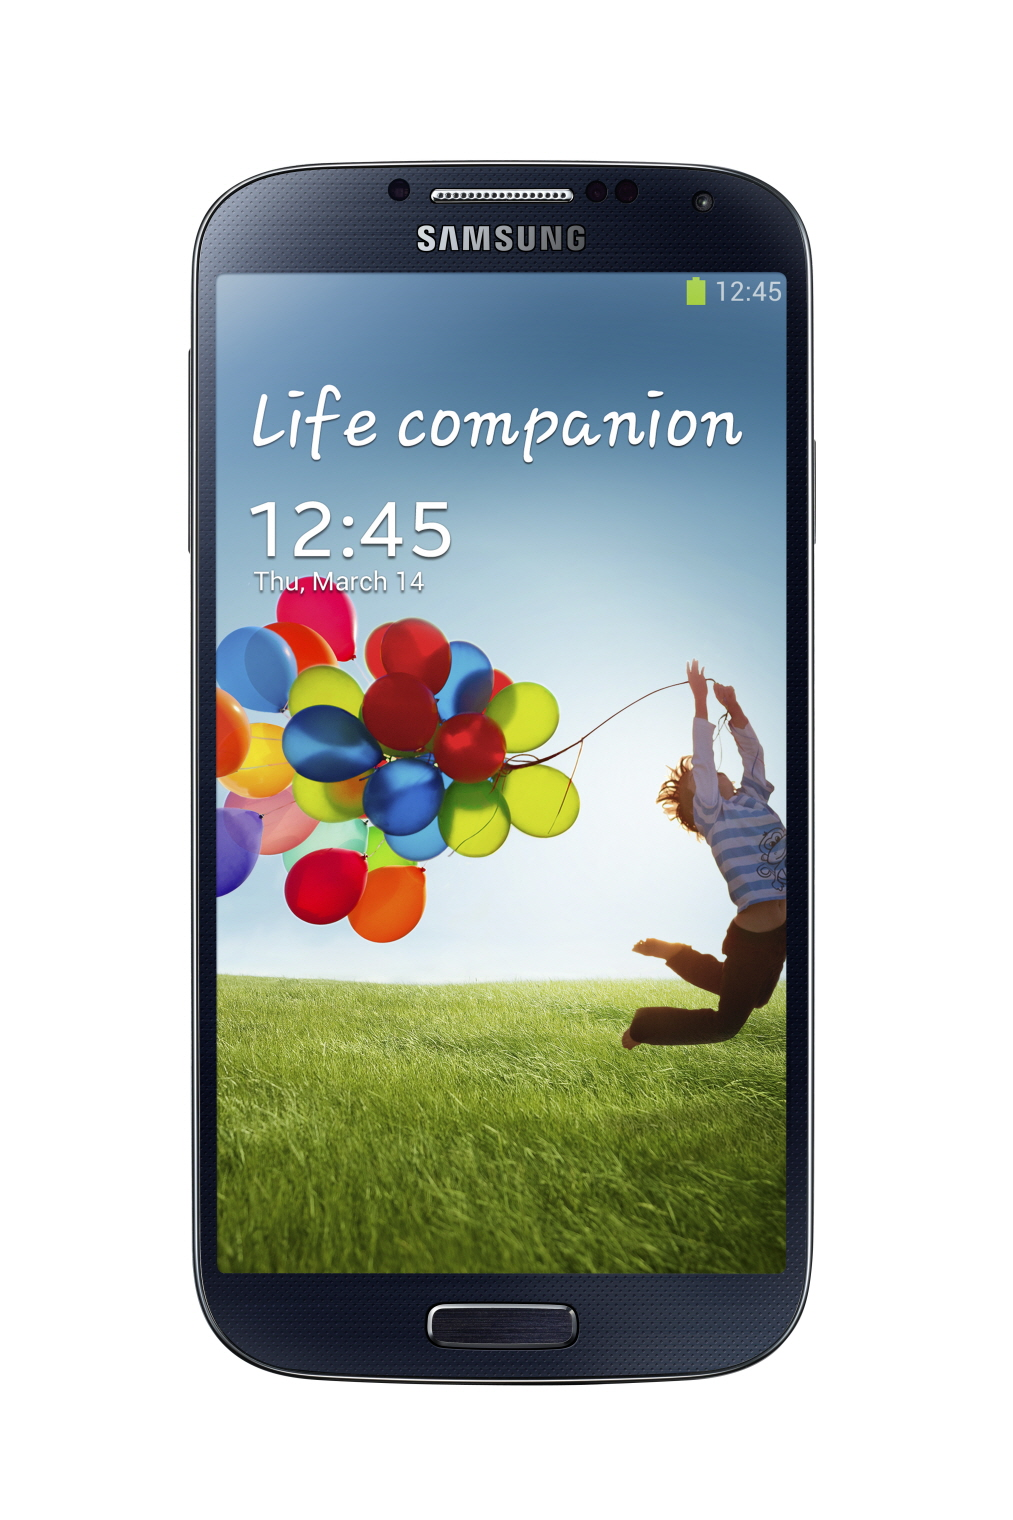 SAMSUNG
12:45
Life companion
12:45
Thu, March 14